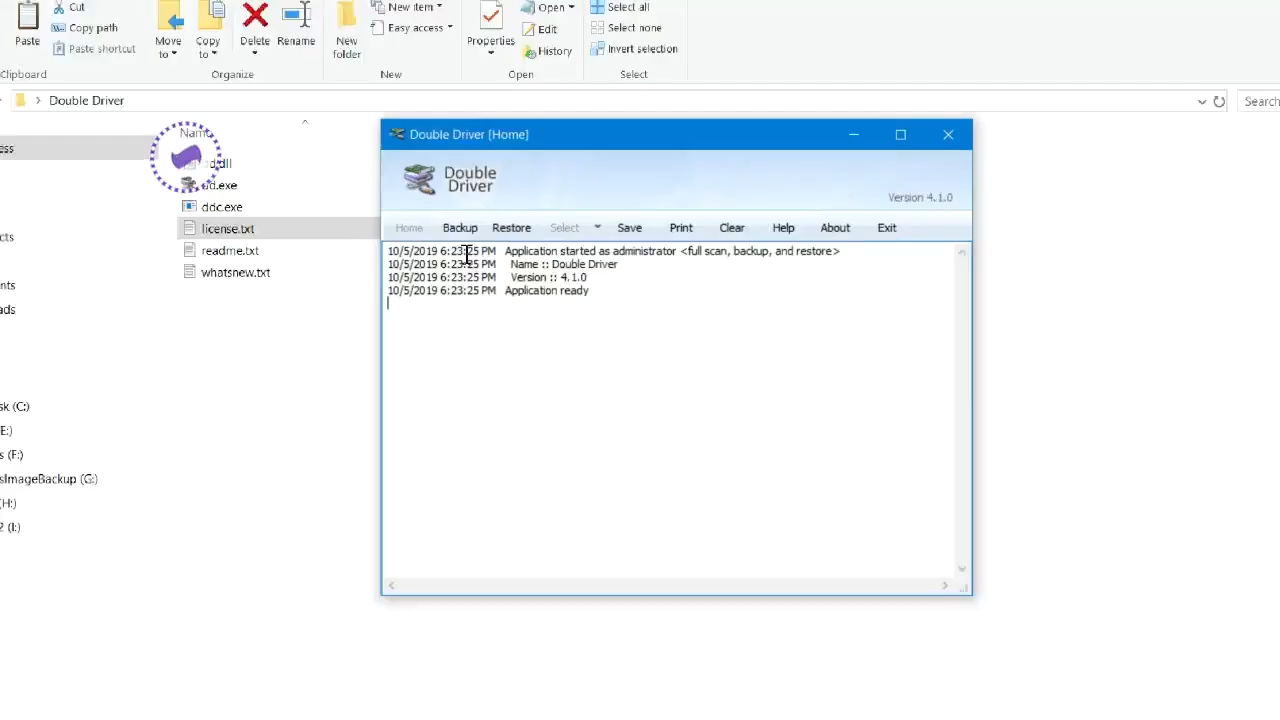 New item
Open
Select all
Cut
Copy path
Paste shortcut
Paste
Move to
Copy to
Delete
Rename
New folder
Easy access
Properties
Edit
History
Select none
Invert selection
Clipboard
Organize
New
Open
Select
Double Driver
Search
ess
cts
nts
ads
sk (C:)
E:)
s (F:)
sImageBackup (G:)
(H:)
2 (I:)
ddc.exe
license.txt
readme.txt
whatsnew.txt
Double Driver [Home]
Double
Driver
Version 4.1.0
Home Backup Restore Select Save Print Clear Help About Exit
10/5/2019 6:23:25 PM Application started as administrator <full scan, backup, and restore>
10/5/2019 6:23:25 PM Name :: Double Driver
10/5/2019 6:23:25 PM Version :: 4.1.0
10/5/2019 6:23:25 PM Application ready